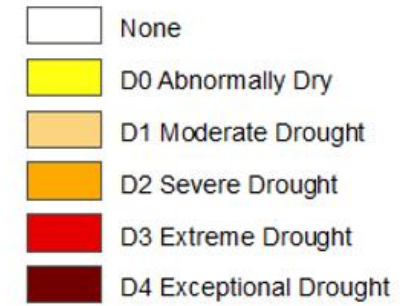 None
D0 Abnormally Dry
D1 Moderate Drought
D2 Severe Drought
D3 Extreme Drought
D4 Exceptional Drought